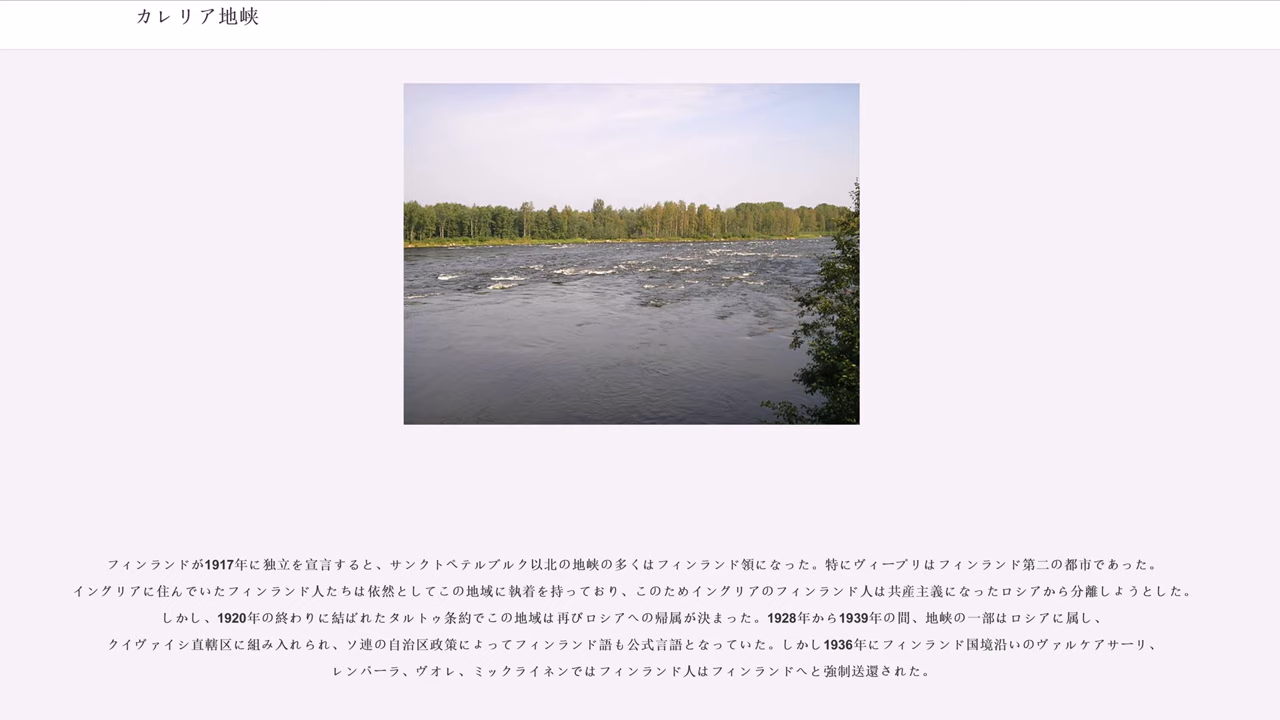 カレリア地峡
フィンランドが1917年に独立を宣言すると、サンクトペテルブルク以北の地峡の多くはフィンランド領になった。特にヴィープリはフィンランド第二の都市であった。
イングリアに住んでいたフィンランド人たちは依然としてこの地域に執着を持っており、このためイングリアのフィンランド人は共産主義になったロシアから分離しようとした。
しかし、1920年の終わりに結ばれたタルトゥ条約でこの地域は再びロシアへの帰属が決まった。1928年から1939年の間、地峡の一部はロシアに属し、
クイヴァイシ直轄区に組み入れられ、ソ連の自治区政策によってフィンランド語も公式言語となっていた。しかし1936年にフィンランド国境沿いのヴァルケアサーリ、
レンバーラ、ヴオレ、ミックライネンではフィンランド人はフィンランドへと強制送還された。